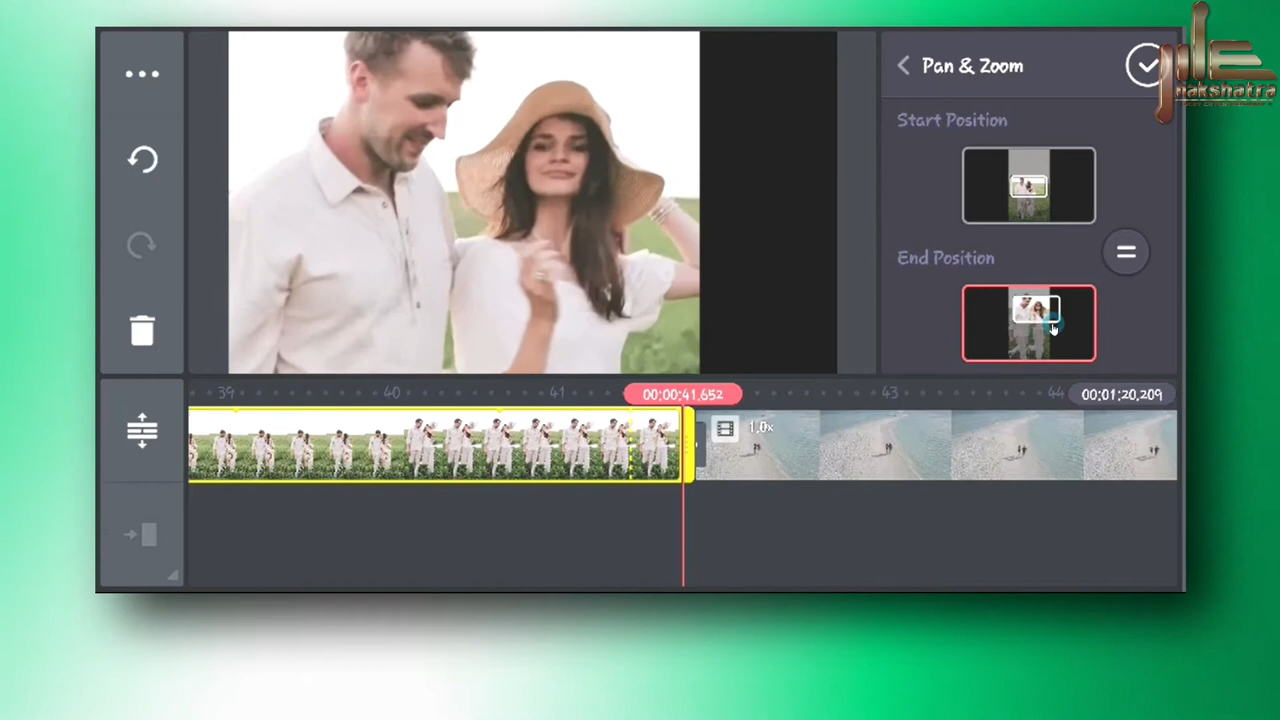 Pan & Zoom
nakshatra
Start Position
End Position
39
40
41
00:00:41,652
43
44
00:01:20,209
1,0x